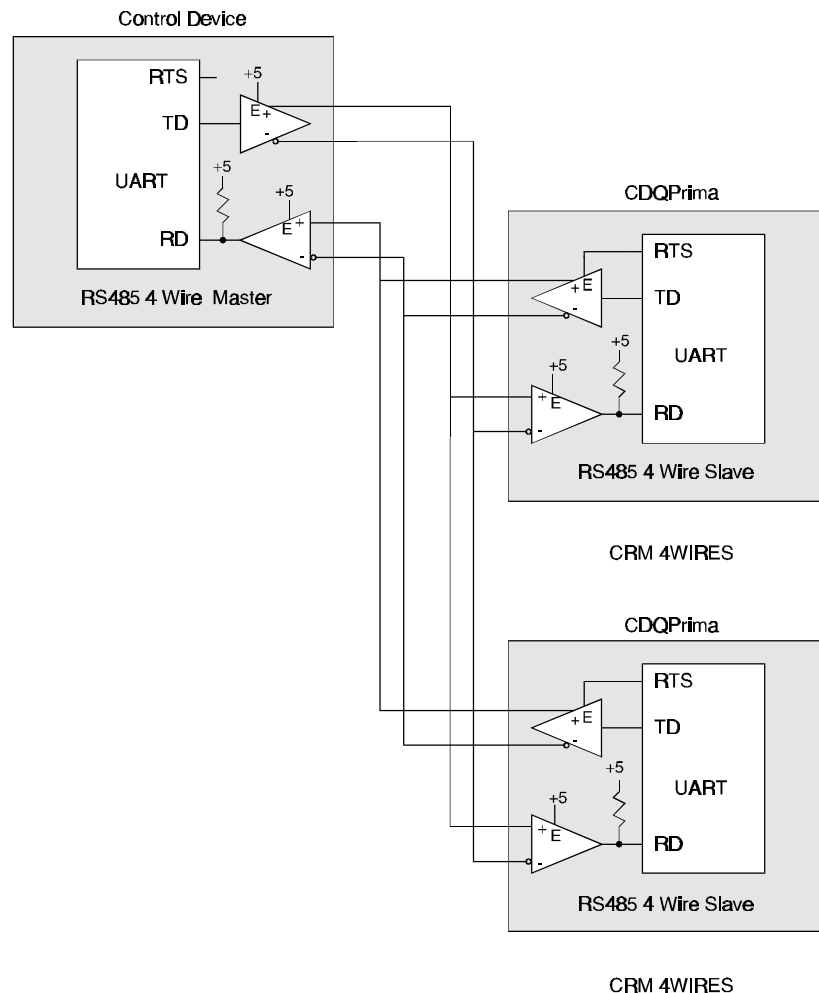 Control Device
RTS
+5
E
+
-
TD
+5
UART
+5
E
+
-
RD
RS485 4 Wire Master
CDQPrima
RTS
+
E
-
TD
+5
+5
UART
+
E
-
RD
RS485 4 Wire Slave
CRM 4WIRES
CDQPrima
RTS
+
E
-
TD
+5
UART
+5
+
E
-
RD
RS485 4 Wire Slave
CRM 4WIRES